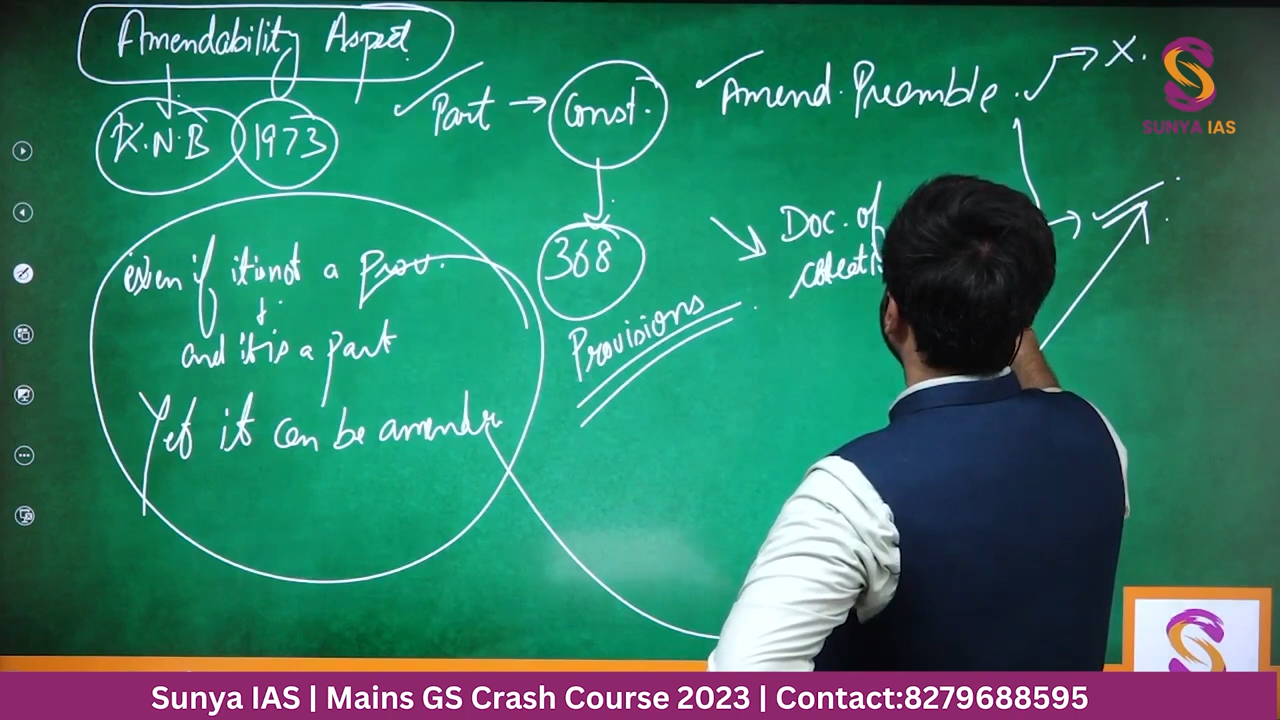 Amendability Aspect
K.N.B 1973
Part → Const.
368
Provisions
Amend. Preamble. → X.
Doc. of
even if it is not a Prov.
and it is a part
Yet it can be
SUNYA IAS
Sunya IAS | Mains GS Crash Course 2023 | Contact:8279688595